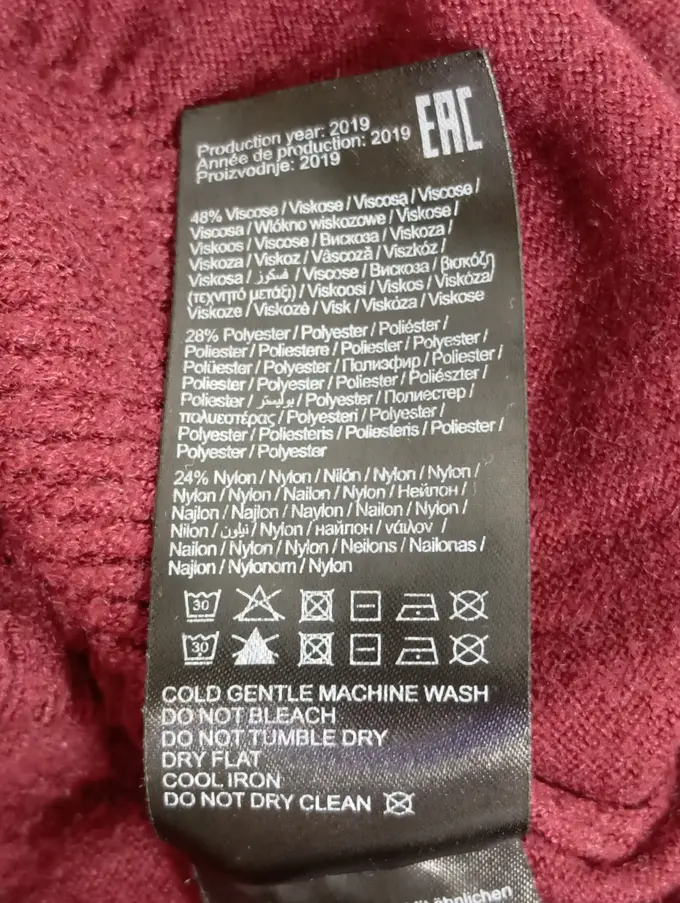 Production year: 2019
Année de production: 2019
Proizvodnje: 2019
EAC
48% Viscose / Viskose / Viscosa / Viscose /
Viscosa / Włókno wiskozowe / Viskose /
Viskoos / Viscose / Вискоза / Viskoza /
Viskoza / Viskoz / Vâscoză / Viszkóz /
Viskosa / فسكوز / Viscose / Вискоза / βισκόζη
(τεχνητό μετάξι) / Viskoosi / Viskos / Viskóza /
Viskoze / Viskozė / Visk / Viskóza / Viskose
28% Polyester / Polyester / Poliéster /
Poliester / Poliestere / Poliester / Polyester /
Polüester / Polyester / Полиэфир / Poliester /
Poliester / Polyester / Poliester / Poliészter /
Poliester / بوليستر / Polyester / Полиестер /
πολυεστέρας / Polyesteri / Polyester /
Polyester / Poliesteris / Poliesteris / Poliester /
Polyester / Polyester
24% Nylon / Nylon / Nilón / Nylon / Nylon /
Nylon / Nylon / Nailon / Nylon / Нейлон /
Najlon / Najlon / Naylon / Nailon / Nylon /
Nilon / نيلون / Nylon / найлон / νάιλον /
Nailon / Nylon / Nylon / Neilons / Nailonas /
Najlon / Nylonom / Nylon
30
30
COLD GENTLE MACHINE WASH
DO NOT BLEACH
DO NOT TUMBLE DRY
DRY FLAT
COOL IRON
DO NOT DRY CLEAN
ähnlichen